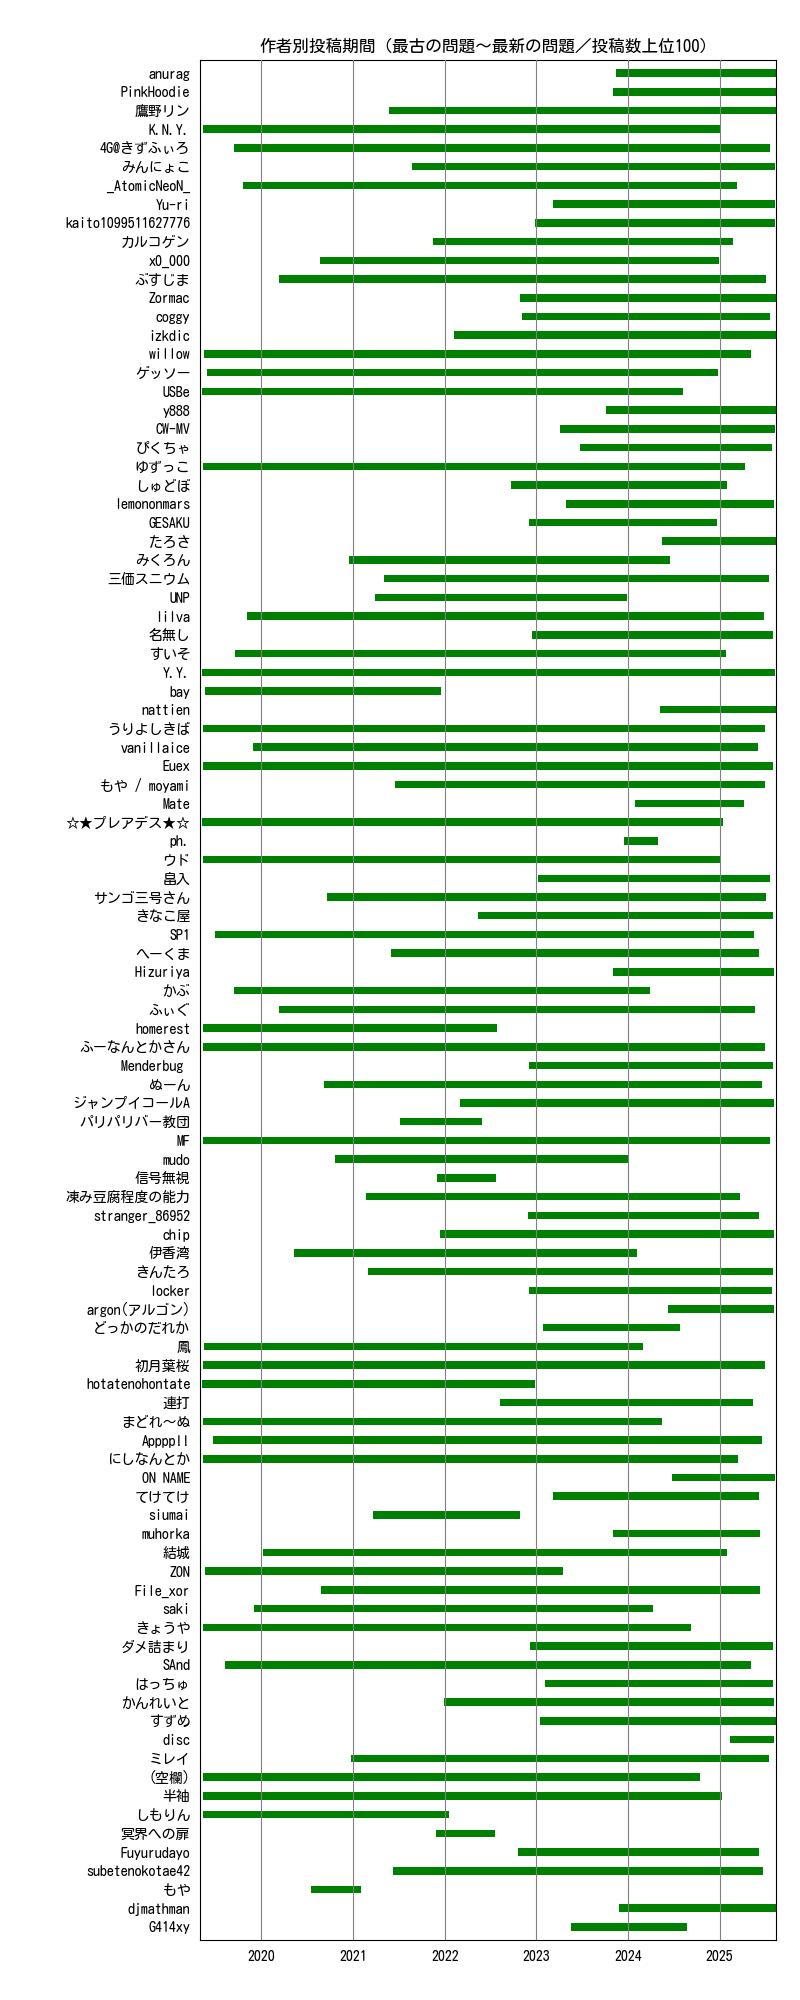 作者別投稿期間（最古の問題～最新の問題／投稿数上位100）
anurag
PinkHoodie
鷹野リン
K.N.Y.
4G@きずふぃろ
みんにょこ
_AtomicNeoN_
Yu-ri
kaito1099511627776
カルコゲン
x0_000
ぶすじま
Zormac
coggy
izkdic
willow
ゲッソー
USBe
y888
CW-MV
ぴくちゃ
ゆずっこ
しゅどぼ
lemononmars
GESAKU
たろさ
みくろん
三価スニウム
UNP
lilva
名無し
すいそ
Y.Y.
bay
nattien
うりよしきば
vanillaice
Euex
もや / moyami
Mate
☆★プレアデス★☆
ph.
ウド
畠入
サンゴ三号さん
きなこ屋
SP1
へーくま
Hizuriya
かぶ
ふぃぐ
homerest
ふーなんとかさん
Menderbug
ぬーん
ジャンプイコールA
パリパリバー教団
MF
mudo
信号無視
凍み豆腐程度の能力
stranger_86952
chip
伊香湾
きんたろ
locker
argon(アルゴン)
どっかのだれか
鳳
初月葉桜
hotatenohontate
連打
まどれ～ぬ
Appppll
にしなんとか
ON NAME
てけてけ
siumai
muhorka
結城
ZON
File_xor
saki
きょうや
ダメ詰まり
SAnd
はっちゅ
かんれいと
すずめ
disc
ミレイ
(空欄)
半袖
しもりん
冥界への扉
Fuyurudayo
subetenokotae42
もや
djmathman
G414xy
2020 2021 2022 2023 2024 2025